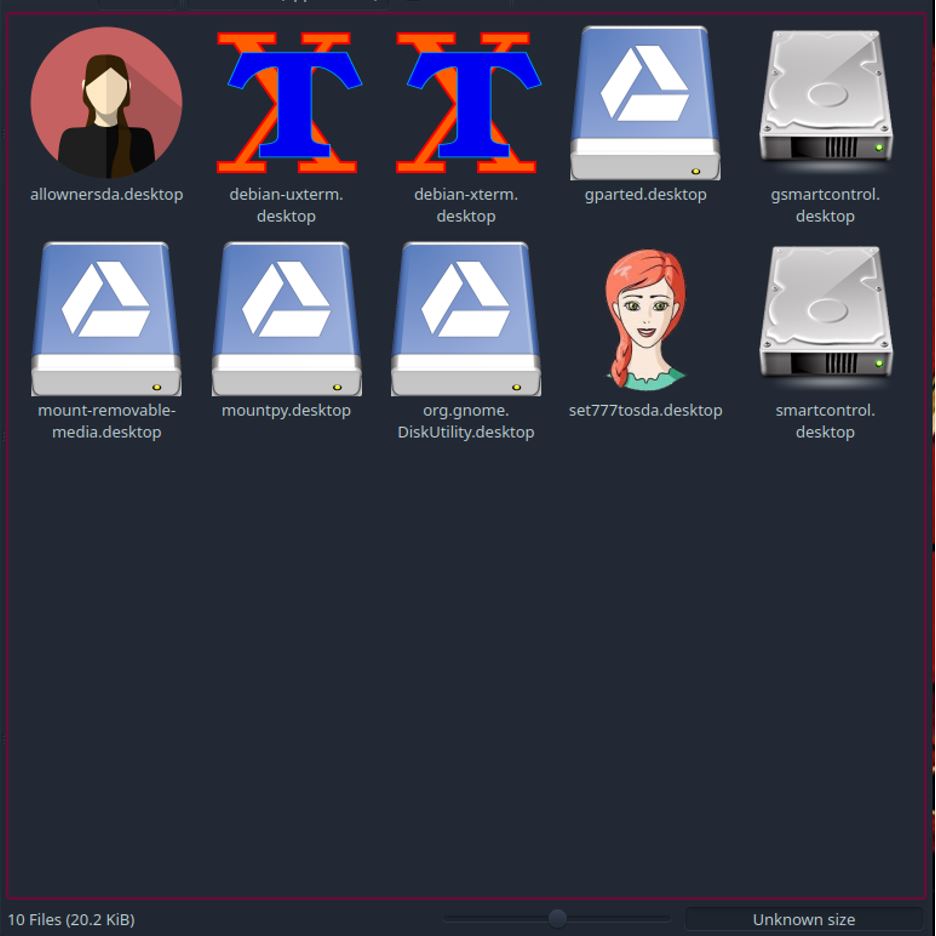 allownersda.desktop
debian-uxterm.
desktop
debian-xterm.
desktop
gparted.desktop
gsmartcontrol.
desktop
mount-removable-
media.desktop
mountpy.desktop
org.gnome.
DiskUtility.desktop
set777tosda.desktop
smartcontrol.
desktop
10 Files (20.2 KiB)
Unknown size